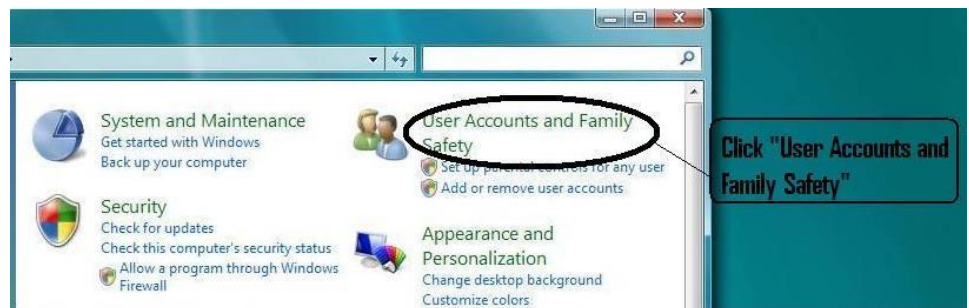 System and Maintenance
Get started with Windows
Back up your computer
Security
Check for updates
Check this computer's security status
Allow a program through Windows
Firewall
User Accounts and Family
Safety
Set up parental controls for any user
Add or remove user accounts
Appearance and
Personalization
Change desktop background
Customize colors
Click "User Accounts and
Family Safety"